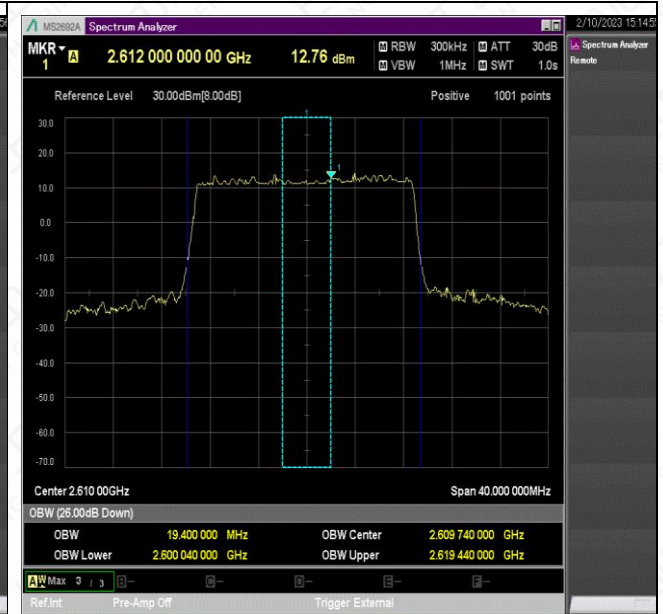 MS2692A Spectrum Analyzer
2/10/2023 15:14:5
MKR 1 A 2.612 000 000 00 GHz 12.76 dBm
M RBW 300kHz M ATT 30dB
M VBW 1MHz M SWT 1.0s
Spectrum Analyzer
Remote
Reference Level 30.00dBm[8.00dB] Positive 1001 points
1
30.0
20.0
10.0
0.0
-10.0
-20.0
-30.0
-40.0
-50.0
-60.0
-70.0
1
Center 2.610 00GHz Span 40.000 000MHz
OBW (26.00dB Down)
OBW 19.400 000 MHz OBW Center 2.609 740 000 GHz
OBW Lower 2.600 040 000 GHz OBW Upper 2.619 440 000 GHz
A W Max 3 / 3 B- C- D- E- F-
Ref.Int Pre-Amp Off Trigger External